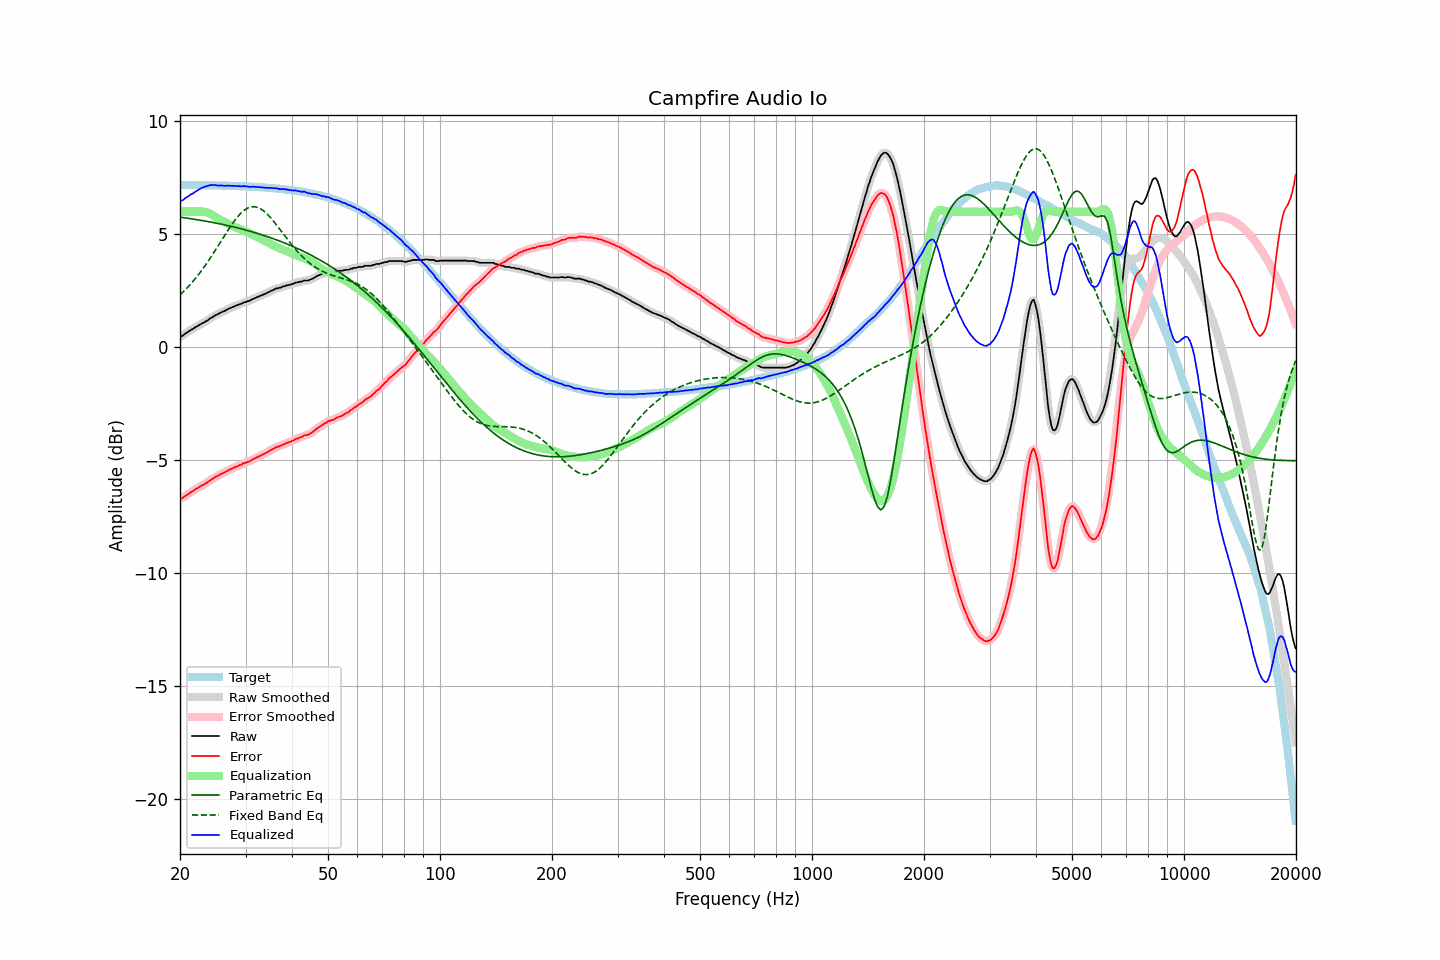 Campfire Audio Io
10
5
0
−5
−10
−15
−20
Amplitude (dBr)
Target
Raw Smoothed
Error Smoothed
Raw
Error
Equalization
Parametric Eq
Fixed Band Eq
Equalized
20 50 100 200 500 1000 2000 5000 10000 20000
Frequency (Hz)